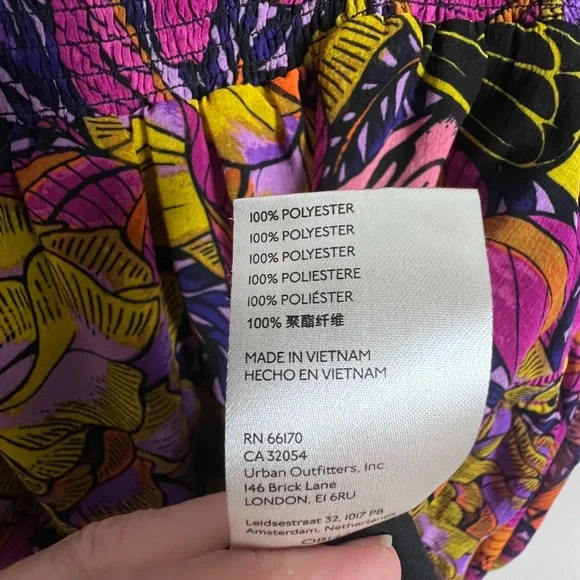 100% POLYESTER
100% POLYESTER
100% POLYESTER
100% POLIESTERE
100% POLIÉSTER
100% 聚酯纤维
MADE IN VIETNAM
HECHO EN VIETNAM
RN 66170
CA 32054
Urban Outfitters, Inc
146 Brick Lane
LONDON, E1 6RU
Leidsestraat 32, 1017 PB
Amsterdam, Netherlands